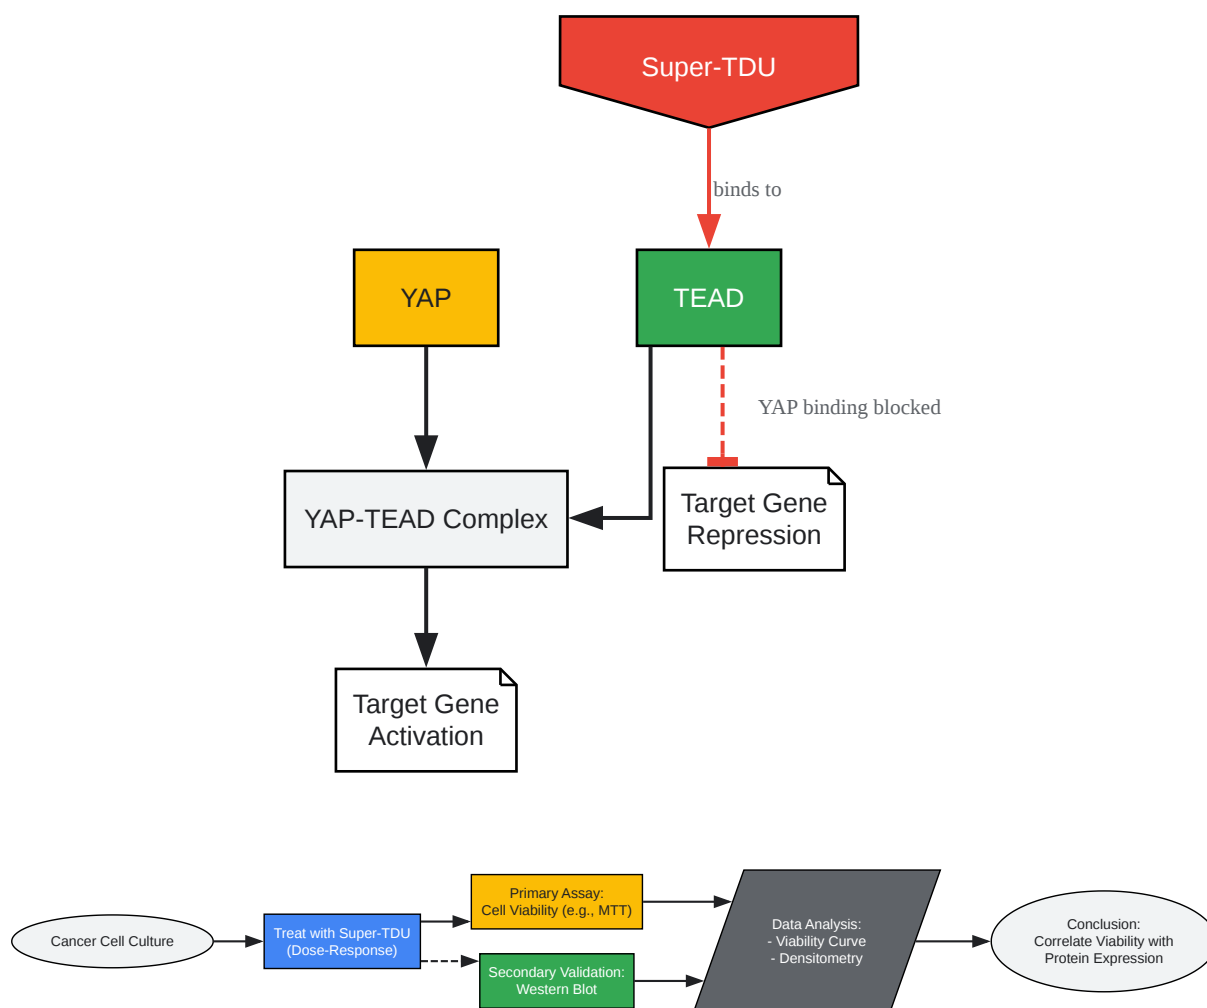 Super-TDU
binds to
YAP
TEAD
YAP binding blocked
YAP-TEAD Complex
Target Gene
Repression
Target Gene
Activation
Cancer Cell Culture
Treat with Super-TDU
(Dose-Response)
Primary Assay:
Cell Viability (e.g., MTT)
Secondary Validation:
Western Blot
Data Analysis:
- Viability Curve
- Densitometry
Conclusion:
Correlate Viability with
Protein Expression